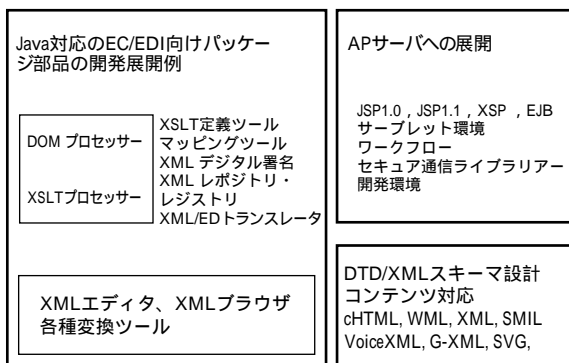 Java対応のEC/EDI向けパッケー
ジ部品の開発展開例
DOM プロセッサー
XSLTプロセッサー
XSLT定義ツール
マッピングツール
XML デジタル署名
XML レポジトリ・
レジストリ
XML/EDトランスレータ
XMLエディタ、XMLブラウザ
各種変換ツール
APサーバへの展開
JSP1.0 , JSP1.1 , XSP , EJB
サーブレット環境
ワークフロー
セキュア通信ライブラリアー
開発環境
DTD/XMLスキーマ設計
コンテンツ対応
cHTML, WML, XML, SMIL
VoiceXML, G-XML, SVG,